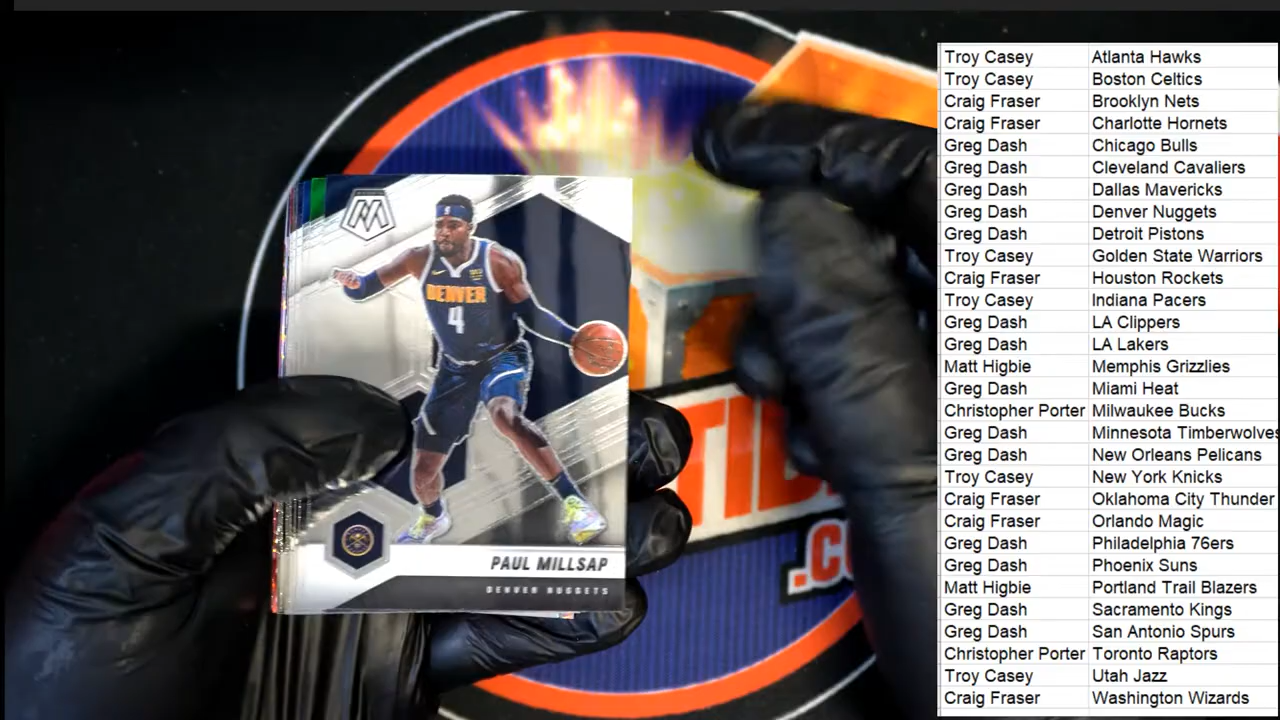 DENVER
4
PAUL MILLSAP
DENVER NUGGETS
Troy Casey Atlanta Hawks
Troy Casey Boston Celtics
Craig Fraser Brooklyn Nets
Craig Fraser Charlotte Hornets
Greg Dash Chicago Bulls
Greg Dash Cleveland Cavaliers
Greg Dash Dallas Mavericks
Greg Dash Denver Nuggets
Greg Dash Detroit Pistons
Troy Casey Golden State Warriors
Craig Fraser Houston Rockets
Troy Casey Indiana Pacers
Greg Dash LA Clippers
Greg Dash LA Lakers
Matt Higbie Memphis Grizzlies
Greg Dash Miami Heat
Christopher Porter Milwaukee Bucks
Greg Dash Minnesota Timberwolves
Greg Dash New Orleans Pelicans
Troy Casey New York Knicks
Craig Fraser Oklahoma City Thunder
Craig Fraser Orlando Magic
Greg Dash Philadelphia 76ers
Greg Dash Phoenix Suns
Matt Higbie Portland Trail Blazers
Greg Dash Sacramento Kings
Greg Dash San Antonio Spurs
Christopher Porter Toronto Raptors
Troy Casey Utah Jazz
Craig Fraser Washington Wizards